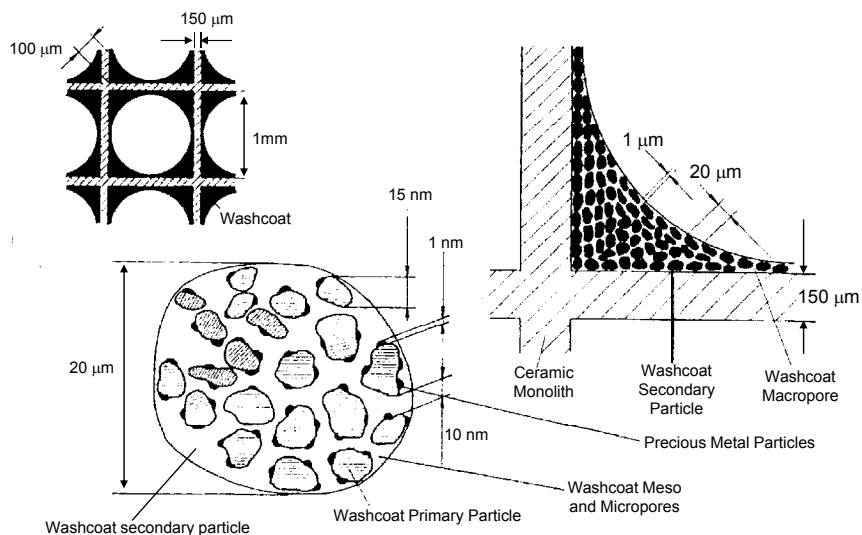 150 μm
100 μm
1mm
Washcoat
15 nm
1 nm
20 μm
10 nm
Washcoat secondary particle
Washcoat Primary Particle
Washcoat Meso
and Micropores
Precious Metal Particles
1 μm
20 μm
150 μm
Ceramic
Monolith
Washcoat
Secondary
Particle
Washcoat
Macropore